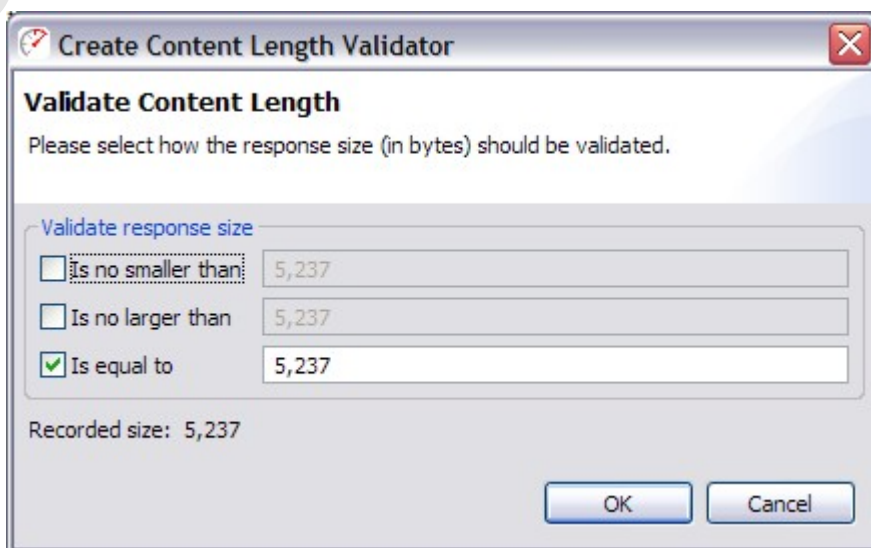 Create Content Length Validator
Validate Content Length
Please select how the response size (in bytes) should be validated.
Validate response size
Is no smaller than 5,237
Is no larger than 5,237
Is equal to 5,237
Recorded size: 5,237
OK Cancel